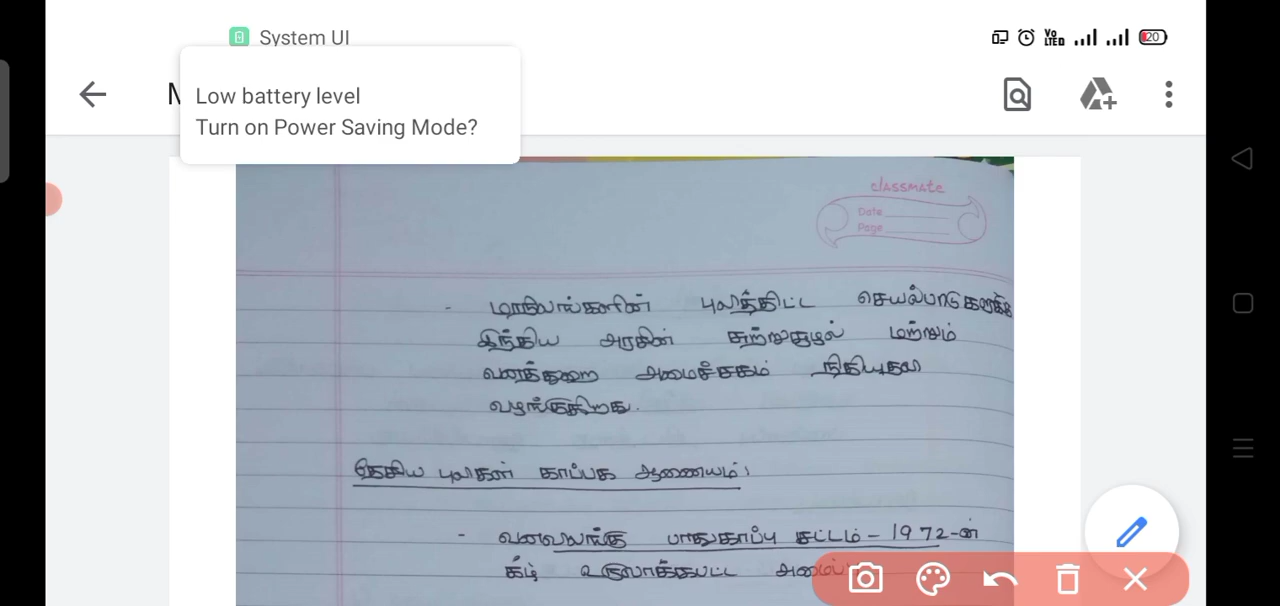 System UI
20
Low battery level
Turn on Power Saving Mode?
classmate
Date
Page
- மாநிலங்களின் புலித்திட்ட செயல்பாடுகளுக்கு
இந்திய அரசின் சுற்றுசூழல் மற்றும்
வனத்துறை அமைச்சகம் நிதியுதவி
வழங்குகிறது.
தேசிய புலிகள் காப்பக ஆணையம்:
- வனவிலங்கு பாதுகாப்பு சட்டம் - 1972-ன்
கீழ் உருவாக்கப்பட்ட